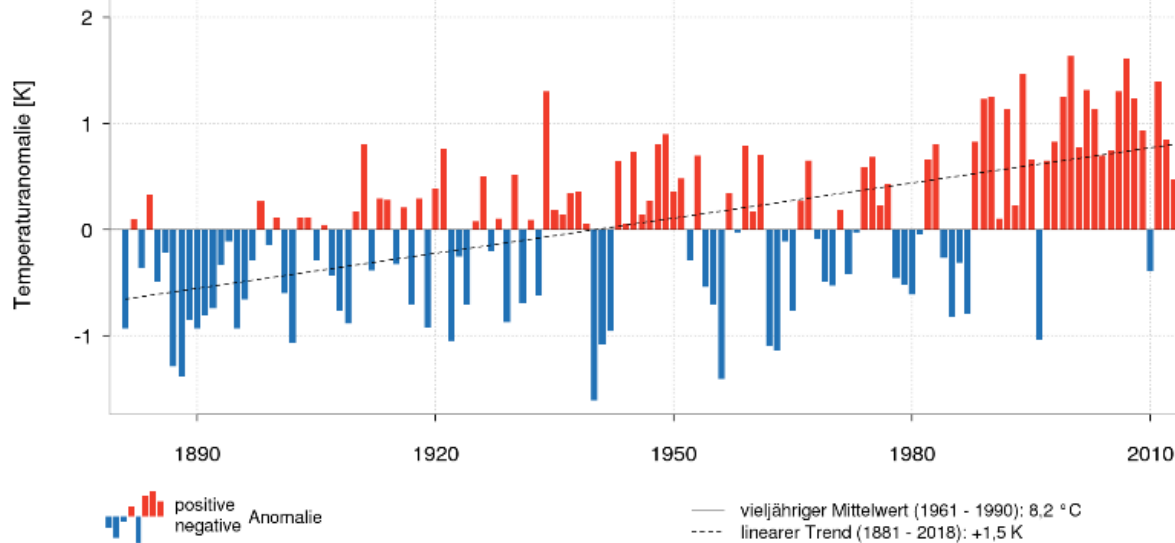 Temperaturanomalie [K]
2
1
0
-1
1890 1920 1950 1980 2010
positive
negative Anomalie
vieljähriger Mittelwert (1961 - 1990): 8,2 °C
linearer Trend (1881 - 2018): +1,5 K